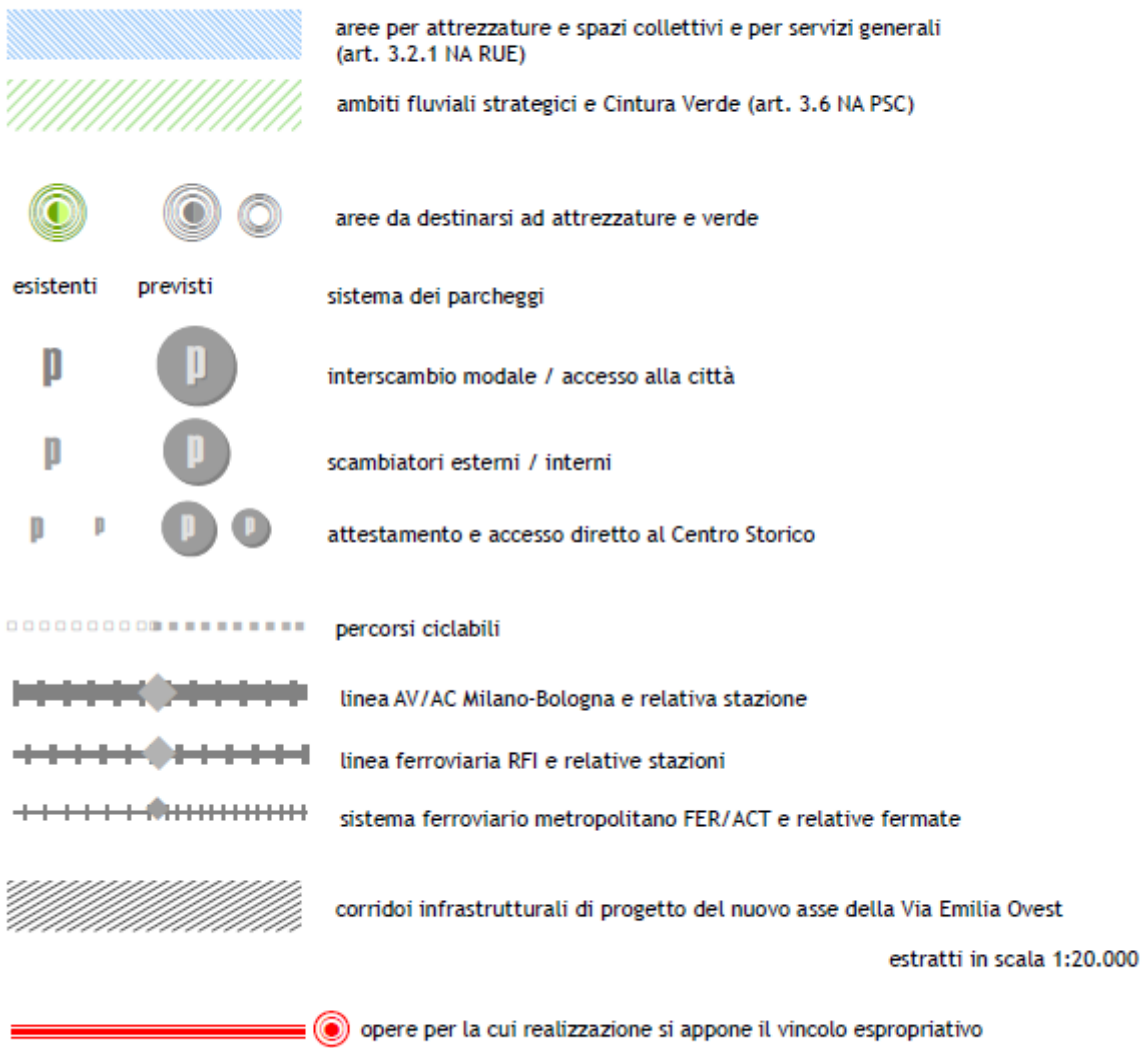 aree per attrezzature e spazi collettivi e per servizi generali
(art. 3.2.1 NA RUE)
ambiti fluviali strategici e Cintura Verde (art. 3.6 NA PSC)
aree da destinarsi ad attrezzature e verde
esistenti previsti
sistema dei parcheggi
p p interscambio modale / accesso alla città
p p scambiatori esterni / interni
p p p p attestamento e accesso diretto al Centro Storico
percorsi ciclabili
linea AV/AC Milano-Bologna e relativa stazione
linea ferroviaria RFI e relative stazioni
sistema ferroviario metropolitano FER/ACT e relative fermate
corridoi infrastrutturali di progetto del nuovo asse della Via Emilia Ovest
estratti in scala 1:20.000
opere per la cui realizzazione si appone il vincolo espropriativo